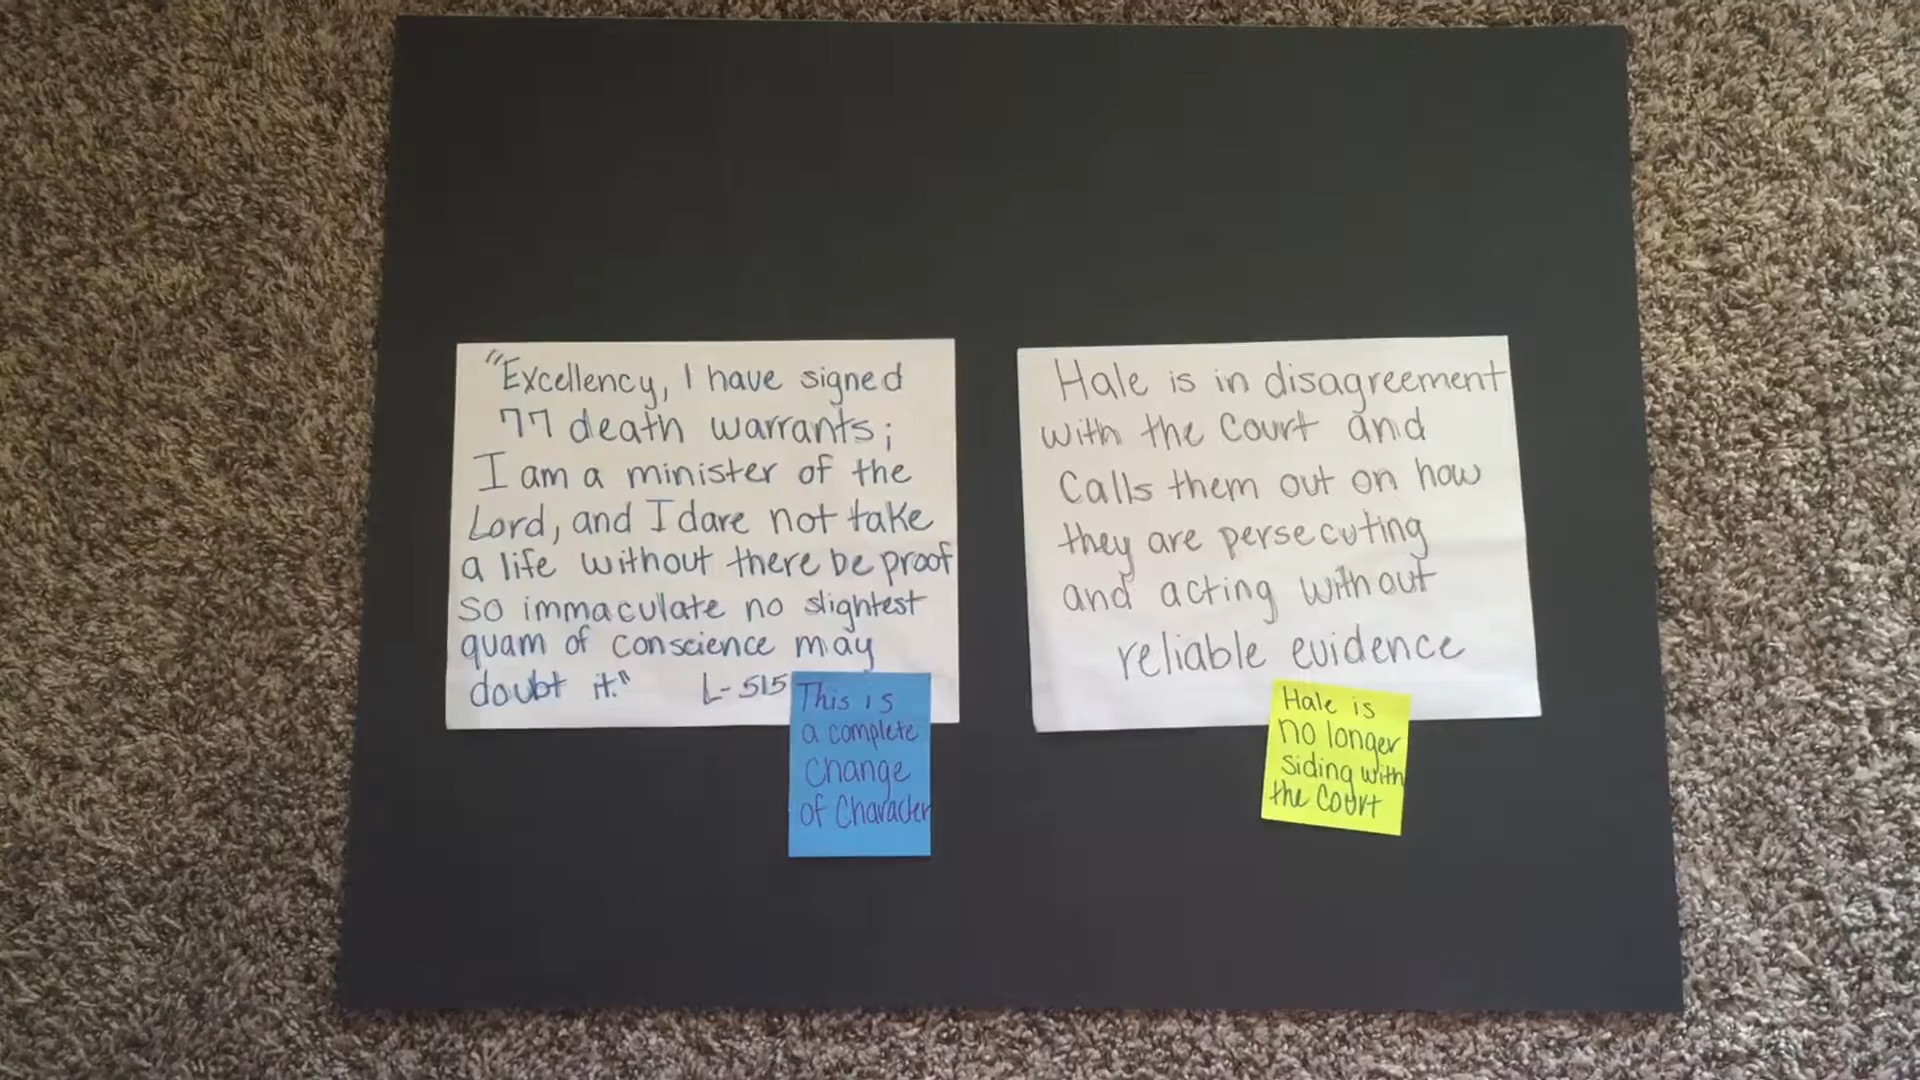 "Excellency, I have signed
77 death warrants;
I am a minister of the
Lord, and I dare not take
a life without there be proof
so immaculate no slightest
quam of conscience may
doubt it." L-515
This is
a complete
Change
of Character
Hale is in disagreement
with the Court and
Calls them out on how
they are persecuting
and acting without
reliable evidence
Hale is
no longer
siding with
the Court